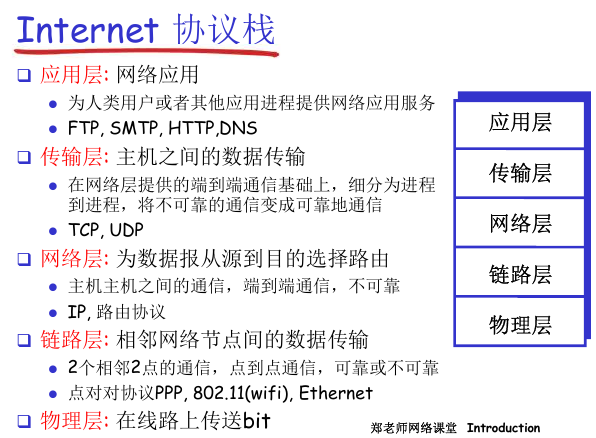 Internet 协议栈
应用层: 网络应用
为人类用户或者其他应用进程提供网络应用服务
FTP, SMTP, HTTP,DNS
传输层: 主机之间的数据传输
在网络层提供的端到端通信基础上，细分为进程
到进程，将不可靠的通信变成可靠地通信
TCP, UDP
网络层: 为数据报从源到目的选择路由
主机主机之间的通信，端到端通信，不可靠
IP, 路由协议
链路层: 相邻网络节点间的数据传输
2个相邻2点的通信，点到点通信，可靠或不可靠
点对对协议PPP, 802.11(wifi), Ethernet
物理层: 在线路上传送bit
应用层
传输层
网络层
链路层
物理层
郑老师网络课堂 Introduction